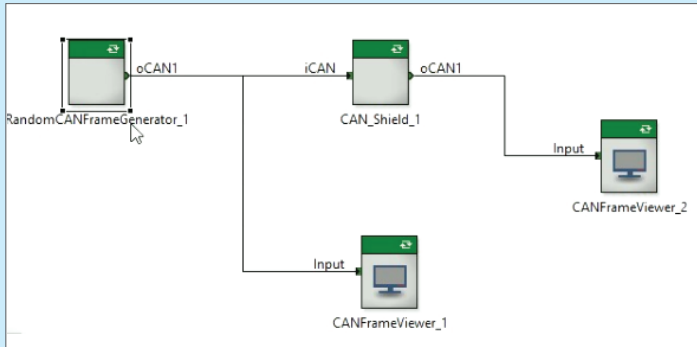 oCAN1
iCAN
oCAN1
RandomCANFrameGenerator_1
CAN_Shield_1
Input
CANFrameViewer_2
Input
CANFrameViewer_1